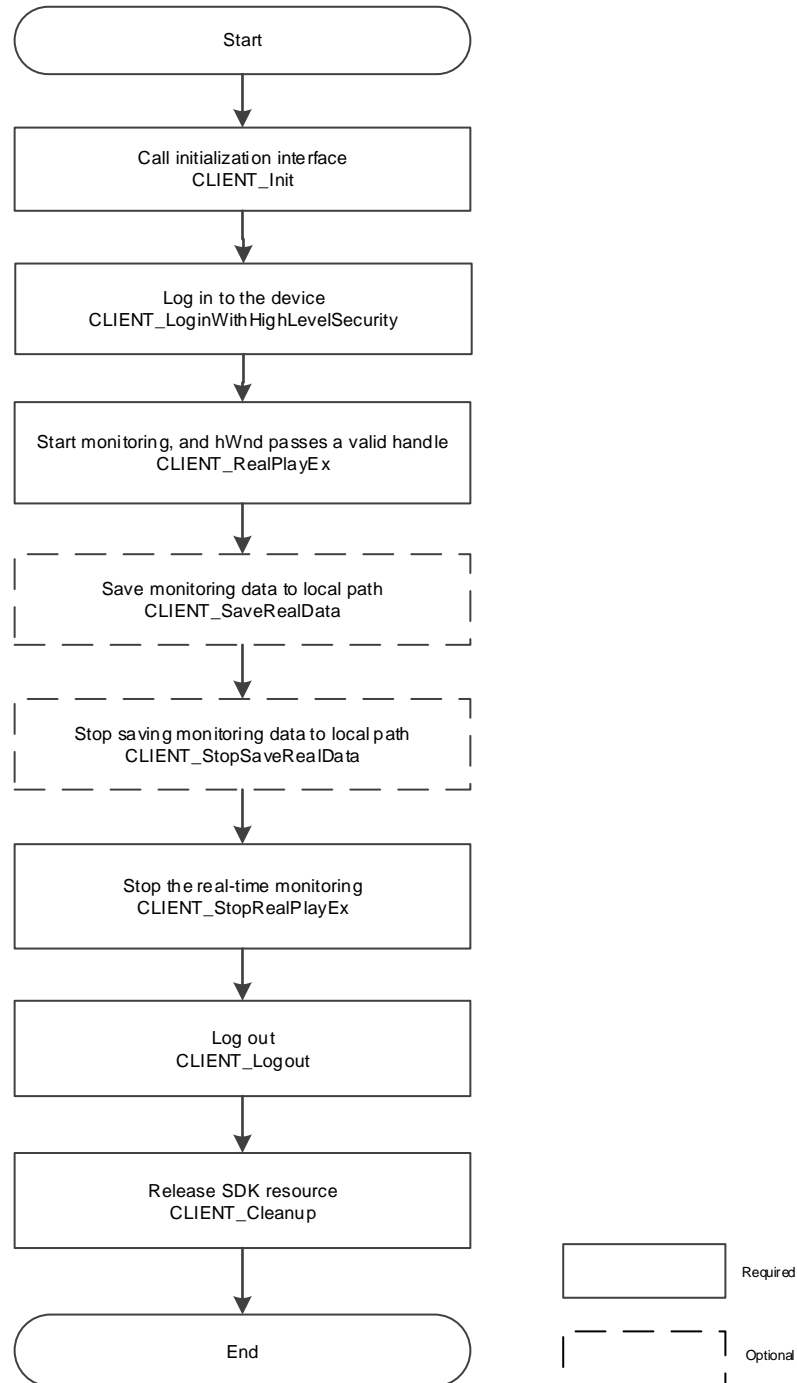 Start
Call initialization interface
CLIENT_Init
Log in to the device
CLIENT_LoginWithHighLevelSecurity
Start monitoring, and hWnd passes a valid handle
CLIENT_RealPlayEx
Save monitoring data to local path
CLIENT_SaveRealData
Stop saving monitoring data to local path
CLIENT_StopSaveRealData
Stop the real-time monitoring
CLIENT_StopRealPlayEx
Log out
CLIENT_Logout
Release SDK resource
CLIENT_Cleanup
Required
End
Optional